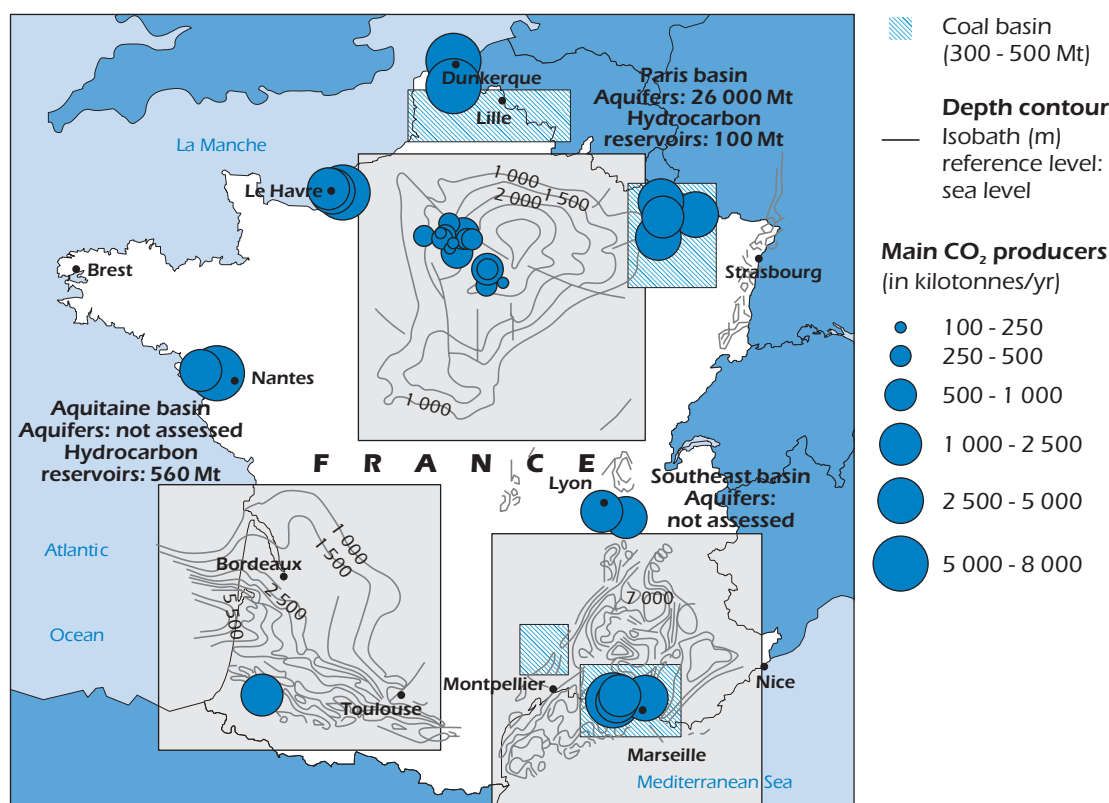 Dunkerque
Lille
Paris basin
Aquifers: 26 000 Mt
Hydrocarbon
reservoirs: 100 Mt
La Manche
Le Havre
1 000
1 500
2 000
Brest
Strasbourg
Nantes
1 000
Aquitaine basin
Aquifers: not assessed
Hydrocarbon
reservoirs: 560 Mt
F R A N C E
Lyon
Southeast basin
Aquifers:
not assessed
Atlantic
Ocean
Bordeaux
1 000
1 500
2 500
5 500
7 000
Toulouse
Montpellier
Nice
Marseille
Mediterranean Sea
Coal basin
(300 - 500 Mt)
Depth contour
Isobath (m)
reference level:
sea level
Main CO₂ producers
(in kilotonnes/yr)
100 - 250
250 - 500
500 - 1 000
1 000 - 2 500
2 500 - 5 000
5 000 - 8 000